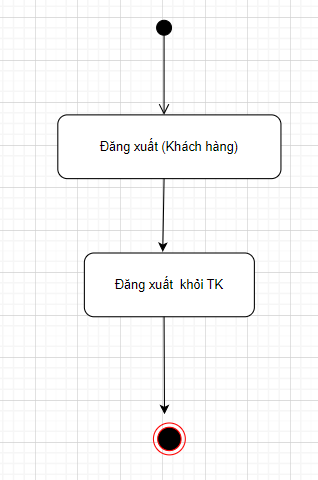 Đăng xuất (Khách hàng)
Đăng xuất khỏi TK